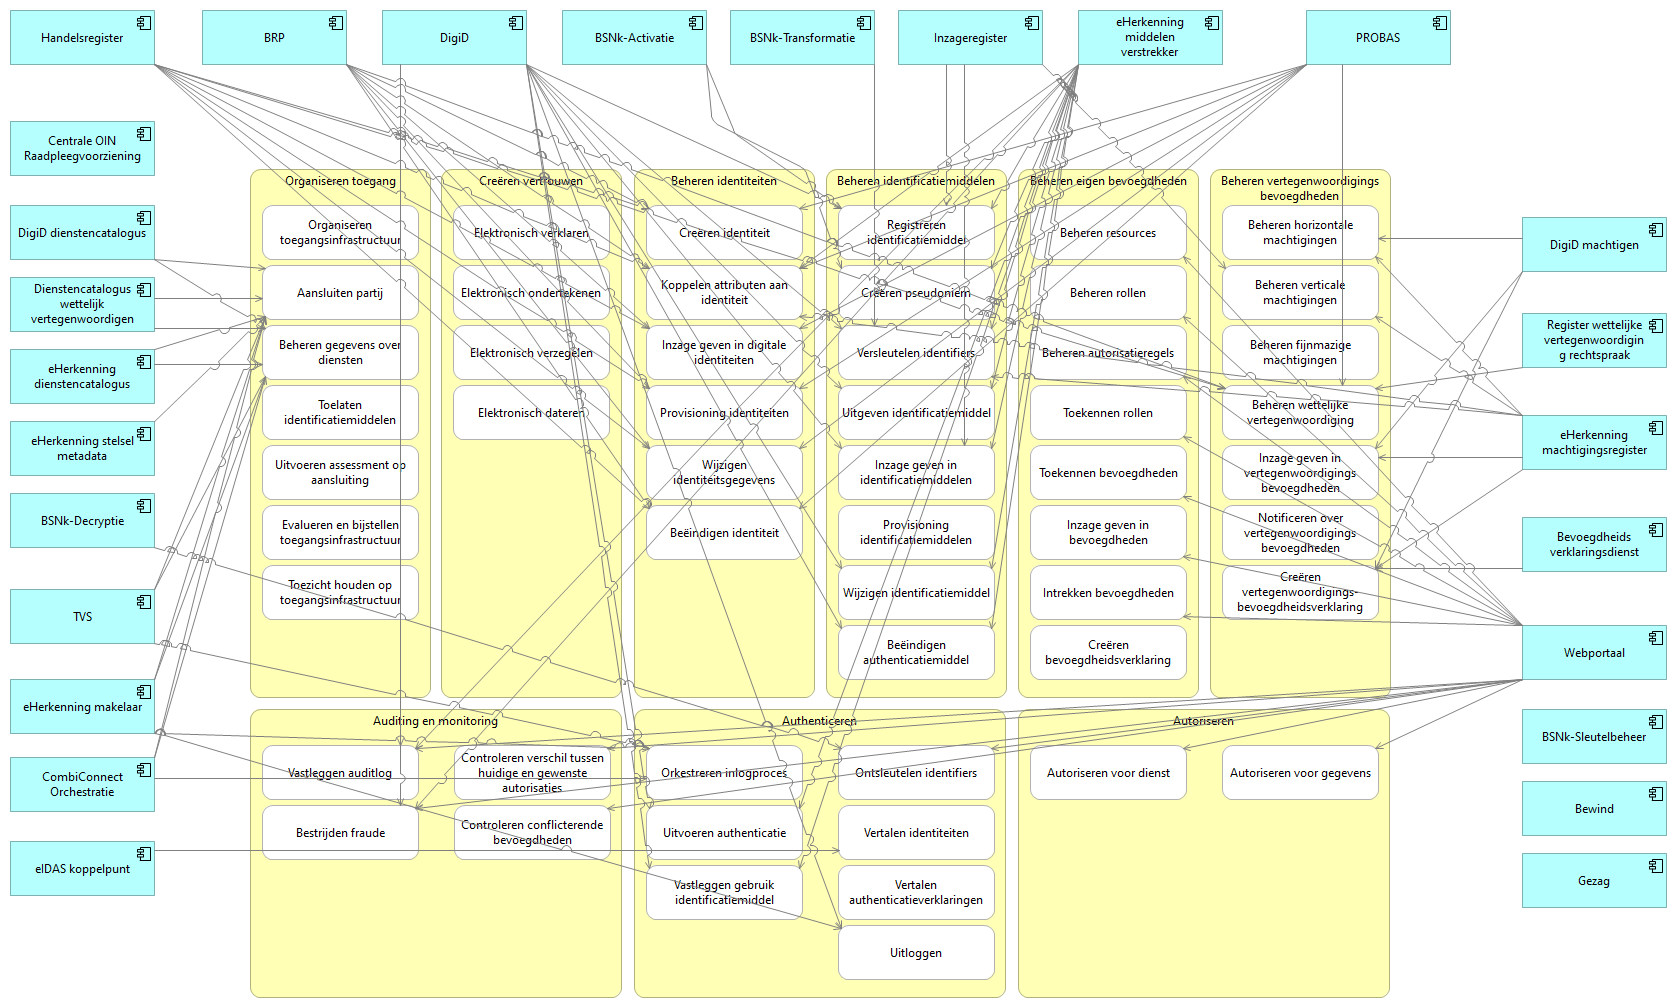 Handelsregister
BRP
DigiD
BSNk-Activatie
BSNk-Transformatie
Inzageregister
eHerkenning
middelen
verstrekker
PROBAS
Centrale OIN
Raadpleegvoorziening
DigiD dienstencatalogus
Dienstencatalogus
wettelijk
vertegenwoordigen
eHerkenning
dienstencatalogus
eHerkenning stelsel
metadata
BSNk-Decryptie
TVS
eHerkenning makelaar
CombiConnect
Orchestratie
eIDAS koppelpunt
Organiseren toegang
Organiseren
toegangsinfrastructuur
Aansluiten partij
Beheren gegevens over
diensten
Toelaten
identificatiemiddelen
Uitvoeren assessment op
aansluiting
Evalueren en bijstellen
toegangsinfrastructuur
Toezicht houden op
toegangsinfrastructuur
Creëren vertrouwen
Elektronisch verklaren
Elektronisch ondertekenen
Elektronisch verzegelen
Elektronisch dateren
Beheren identiteiten
Creëren identiteit
Koppelen attributen aan
identiteit
Inzage geven in digitale
identiteiten
Provisioning identiteiten
Wijzigen
identiteitsgegevens
Beëindigen identiteit
Beheren identificatiemiddelen
Registreren
identificatiemiddel
Creëren pseudoniem
Versleutelen identifiers
Uitgeven identificatiemiddel
Inzage geven in
identificatiemiddelen
Provisioning
identificatiemiddelen
Wijzigen identificatiemiddel
Beëindigen
authenticatiemiddel
Beheren eigen bevoegdheden
Beheren resources
Beheren rollen
Beheren autorisatieregels
Toekennen rollen
Toekennen bevoegdheden
Inzage geven in
bevoegdheden
Intrekken bevoegdheden
Creëren
bevoegdheidsverklaring
Beheren vertegenwoordigings
bevoegdheden
Beheren horizontale
machtigingen
Beheren verticale
machtigingen
Beheren fijnmazige
machtigingen
Beheren wettelijke
vertegenwoordiging
Inzage geven in
vertegenwoordigings
bevoegdheden
Notificeren over
vertegenwoordigings
bevoegdheden
Creëren
vertegenwoordigings-
bevoegdheidsverklaring
Auditing en monitoring
Vastleggen auditlog
Controleren verschil tussen
huidige en gewenste
autorisaties
Bestrijden fraude
Controleren conflicterende
bevoegdheden
Authenticeren
Orkestreren inlogproces
Ontsleutelen identifiers
Uitvoeren authenticatie
Vertalen identiteiten
Vastleggen gebruik
identificatiemiddel
Vertalen
authenticatieverklaringen
Uitloggen
Autoriseren
Autoriseren voor dienst
Autoriseren voor gegevens
DigiD machtigen
Register wettelijke
vertegenwoordigin
g rechtspraak
eHerkenning
machtigingsregister
Bevoegdheids
verklaringsdienst
Webportaal
BSNk-Sleutelbeheer
Bewind
Gezag